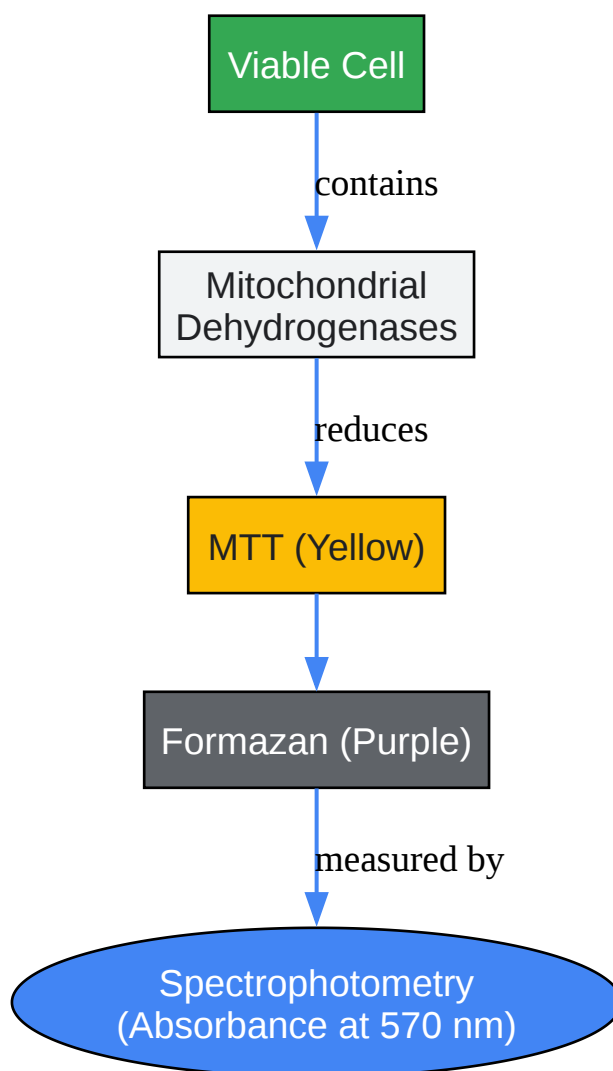 Viable Cell
contains
Mitochondrial
Dehydrogenases
reduces
MTT (Yellow)
Formazan (Purple)
measured by
Spectrophotometry
(Absorbance at 570 nm)